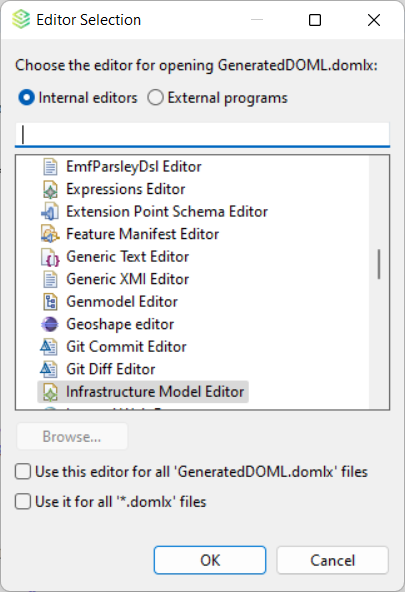 Editor Selection
Choose the editor for opening GeneratedDOML.domlx:
Internal editors External programs
EmfParsleyDsl Editor
Expressions Editor
Extension Point Schema Editor
Feature Manifest Editor
Generic Text Editor
Generic XMI Editor
Genmodel Editor
Geoshape editor
Git Commit Editor
Git Diff Editor
Infrastructure Model Editor
Browse...
Use this editor for all 'GeneratedDOML.domlx' files
Use it for all '*.domlx' files
OK Cancel